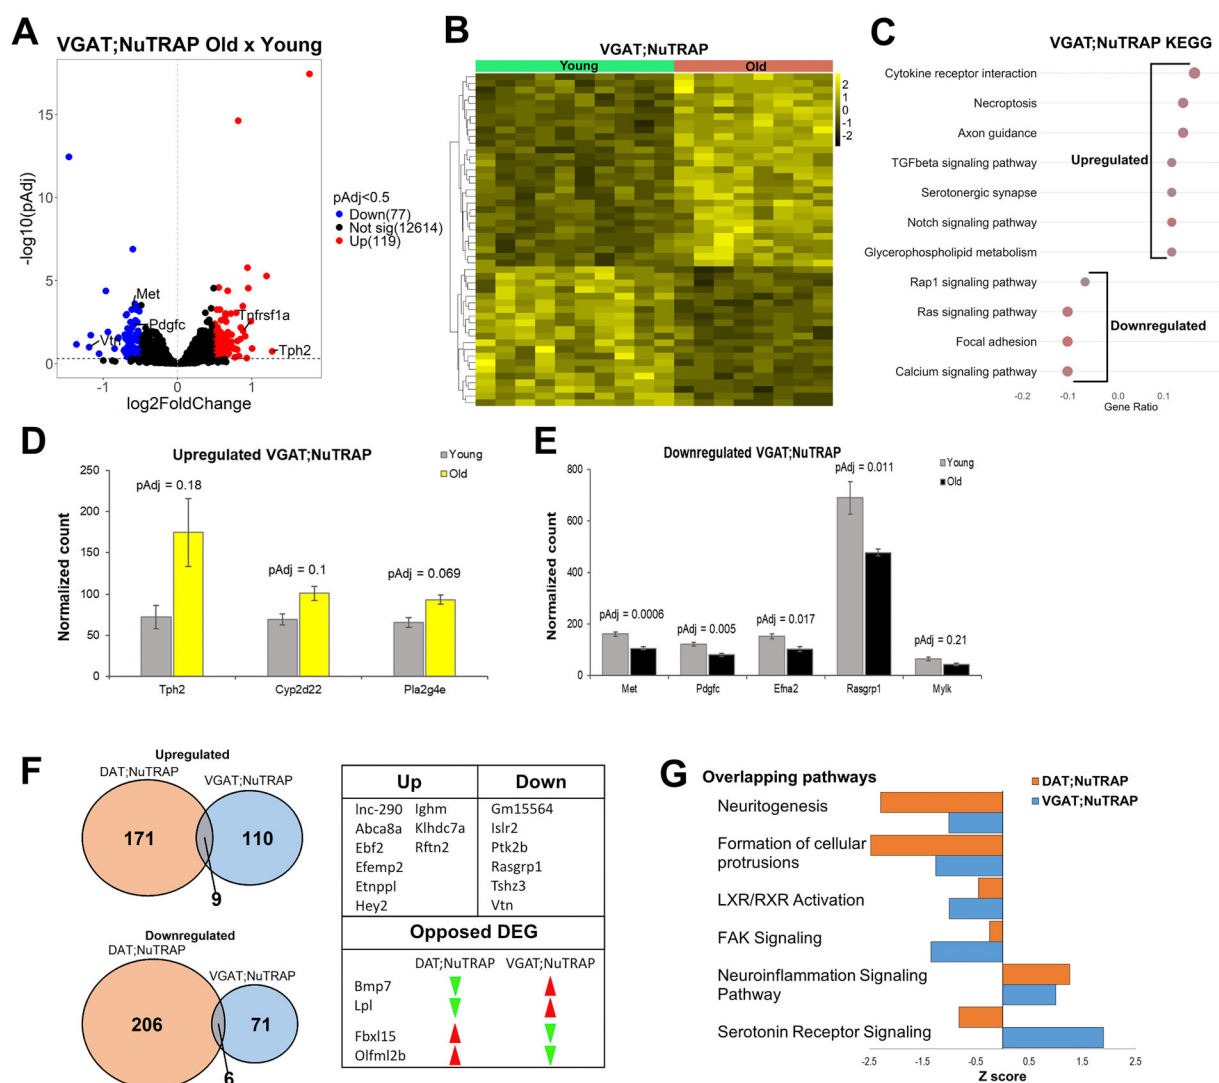 A
VGAT;NuTRAP Old x Young
15
10
5
0
-log10(pAdj)
Met
Pdgfc
Vtn
Tnfrsf1a
Tph2
-1
0
1
log2FoldChange
pAdj<0.5
Down(77)
Not sig(12614)
Up(119)
B
VGAT;NuTRAP
Young
Old
2
1
0
-1
-2
C
VGAT;NuTRAP KEGG
Cytokine receptor interaction
Necroptosis
Axon guidance
TGFbeta signaling pathway
Serotonergic synapse
Notch signaling pathway
Glycerophospholipid metabolism
Rap1 signaling pathway
Ras signaling pathway
Focal adhesion
Calcium signaling pathway
Upregulated
Downregulated
-0.2
-0.1
0.0
0.1
Gene Ratio
D
Upregulated VGAT;NuTRAP
Young
Old
Normalized count
250
200
150
100
50
0
pAdj = 0.18
pAdj = 0.1
pAdj = 0.069
Tph2
Cyp2d22
Pla2g4e
E
Downregulated VGAT;NuTRAP
Young
Old
Normalized count
800
600
400
200
0
pAdj = 0.0006
pAdj = 0.005
pAdj = 0.017
pAdj = 0.011
pAdj = 0.21
Met
Pdgfc
Efna2
Rasgrp1
Mylk
F
Upregulated
DAT;NuTRAP
VGAT;NuTRAP
171
110
9
Downregulated
DAT;NuTRAP
VGAT;NuTRAP
206
71
6
Up
Down
lnc-290 Ighm
Abca8a Klhdc7a
Ebf2 Rftn2
Efemp2
Etnppl
Hey2
Gm15564
Islr2
Ptk2b
Rasgrp1
Tshz3
Vtn
Opposed DEG
DAT;NuTRAP VGAT;NuTRAP
Bmp7
Lpl
Fbxl15
Olfml2b
G
Overlapping pathways
DAT;NuTRAP
VGAT;NuTRAP
Neuritogenesis
Formation of cellular
protrusions
LXR/RXR Activation
FAK Signaling
Neuroinflammation Signaling
Pathway
Serotonin Receptor Signaling
-2.5
-1.5
-0.5
0.5
1.5
2.5
Z score